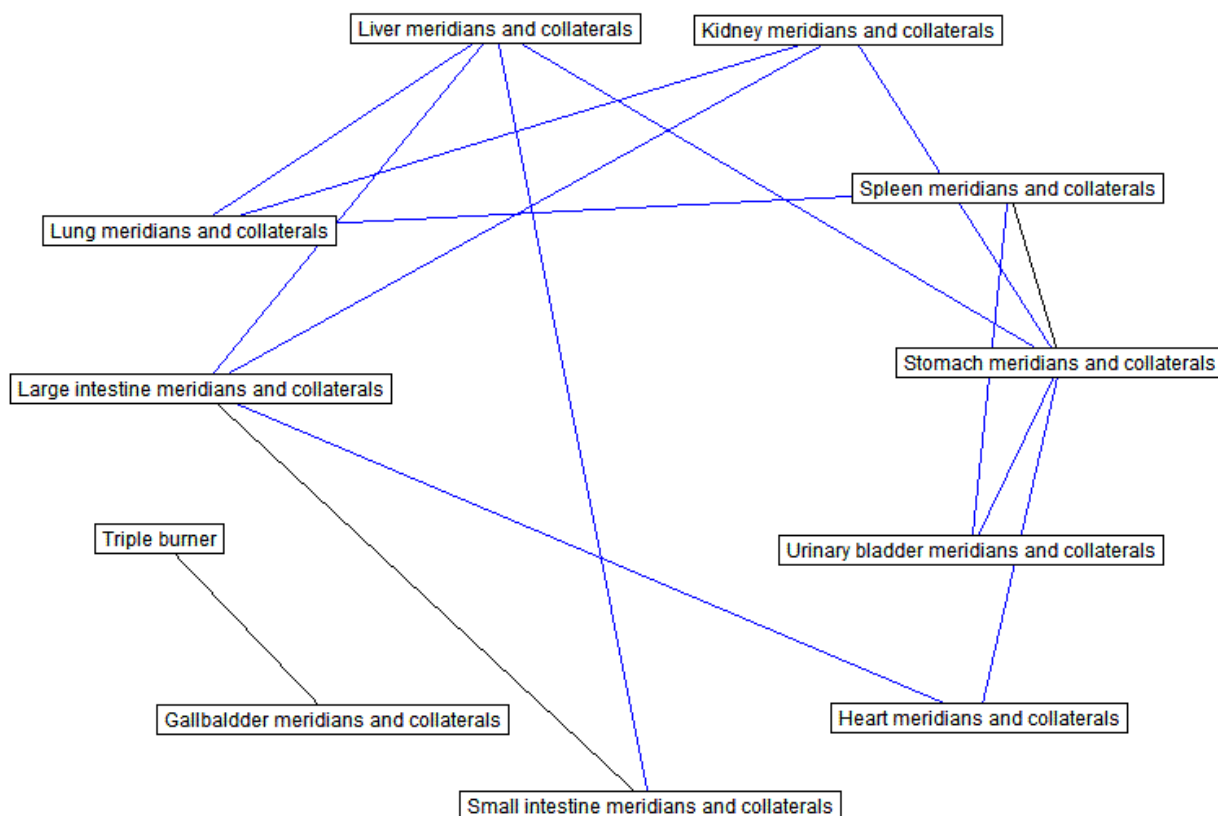 Liver meridians and collaterals
Kidney meridians and collaterals
Spleen meridians and collaterals
Lung meridians and collaterals
Stomach meridians and collaterals
Large intestine meridians and collaterals
Triple burner
Urinary bladder meridians and collaterals
Gallbaldder meridians and collaterals
Heart meridians and collaterals
Small intestine meridians and collaterals